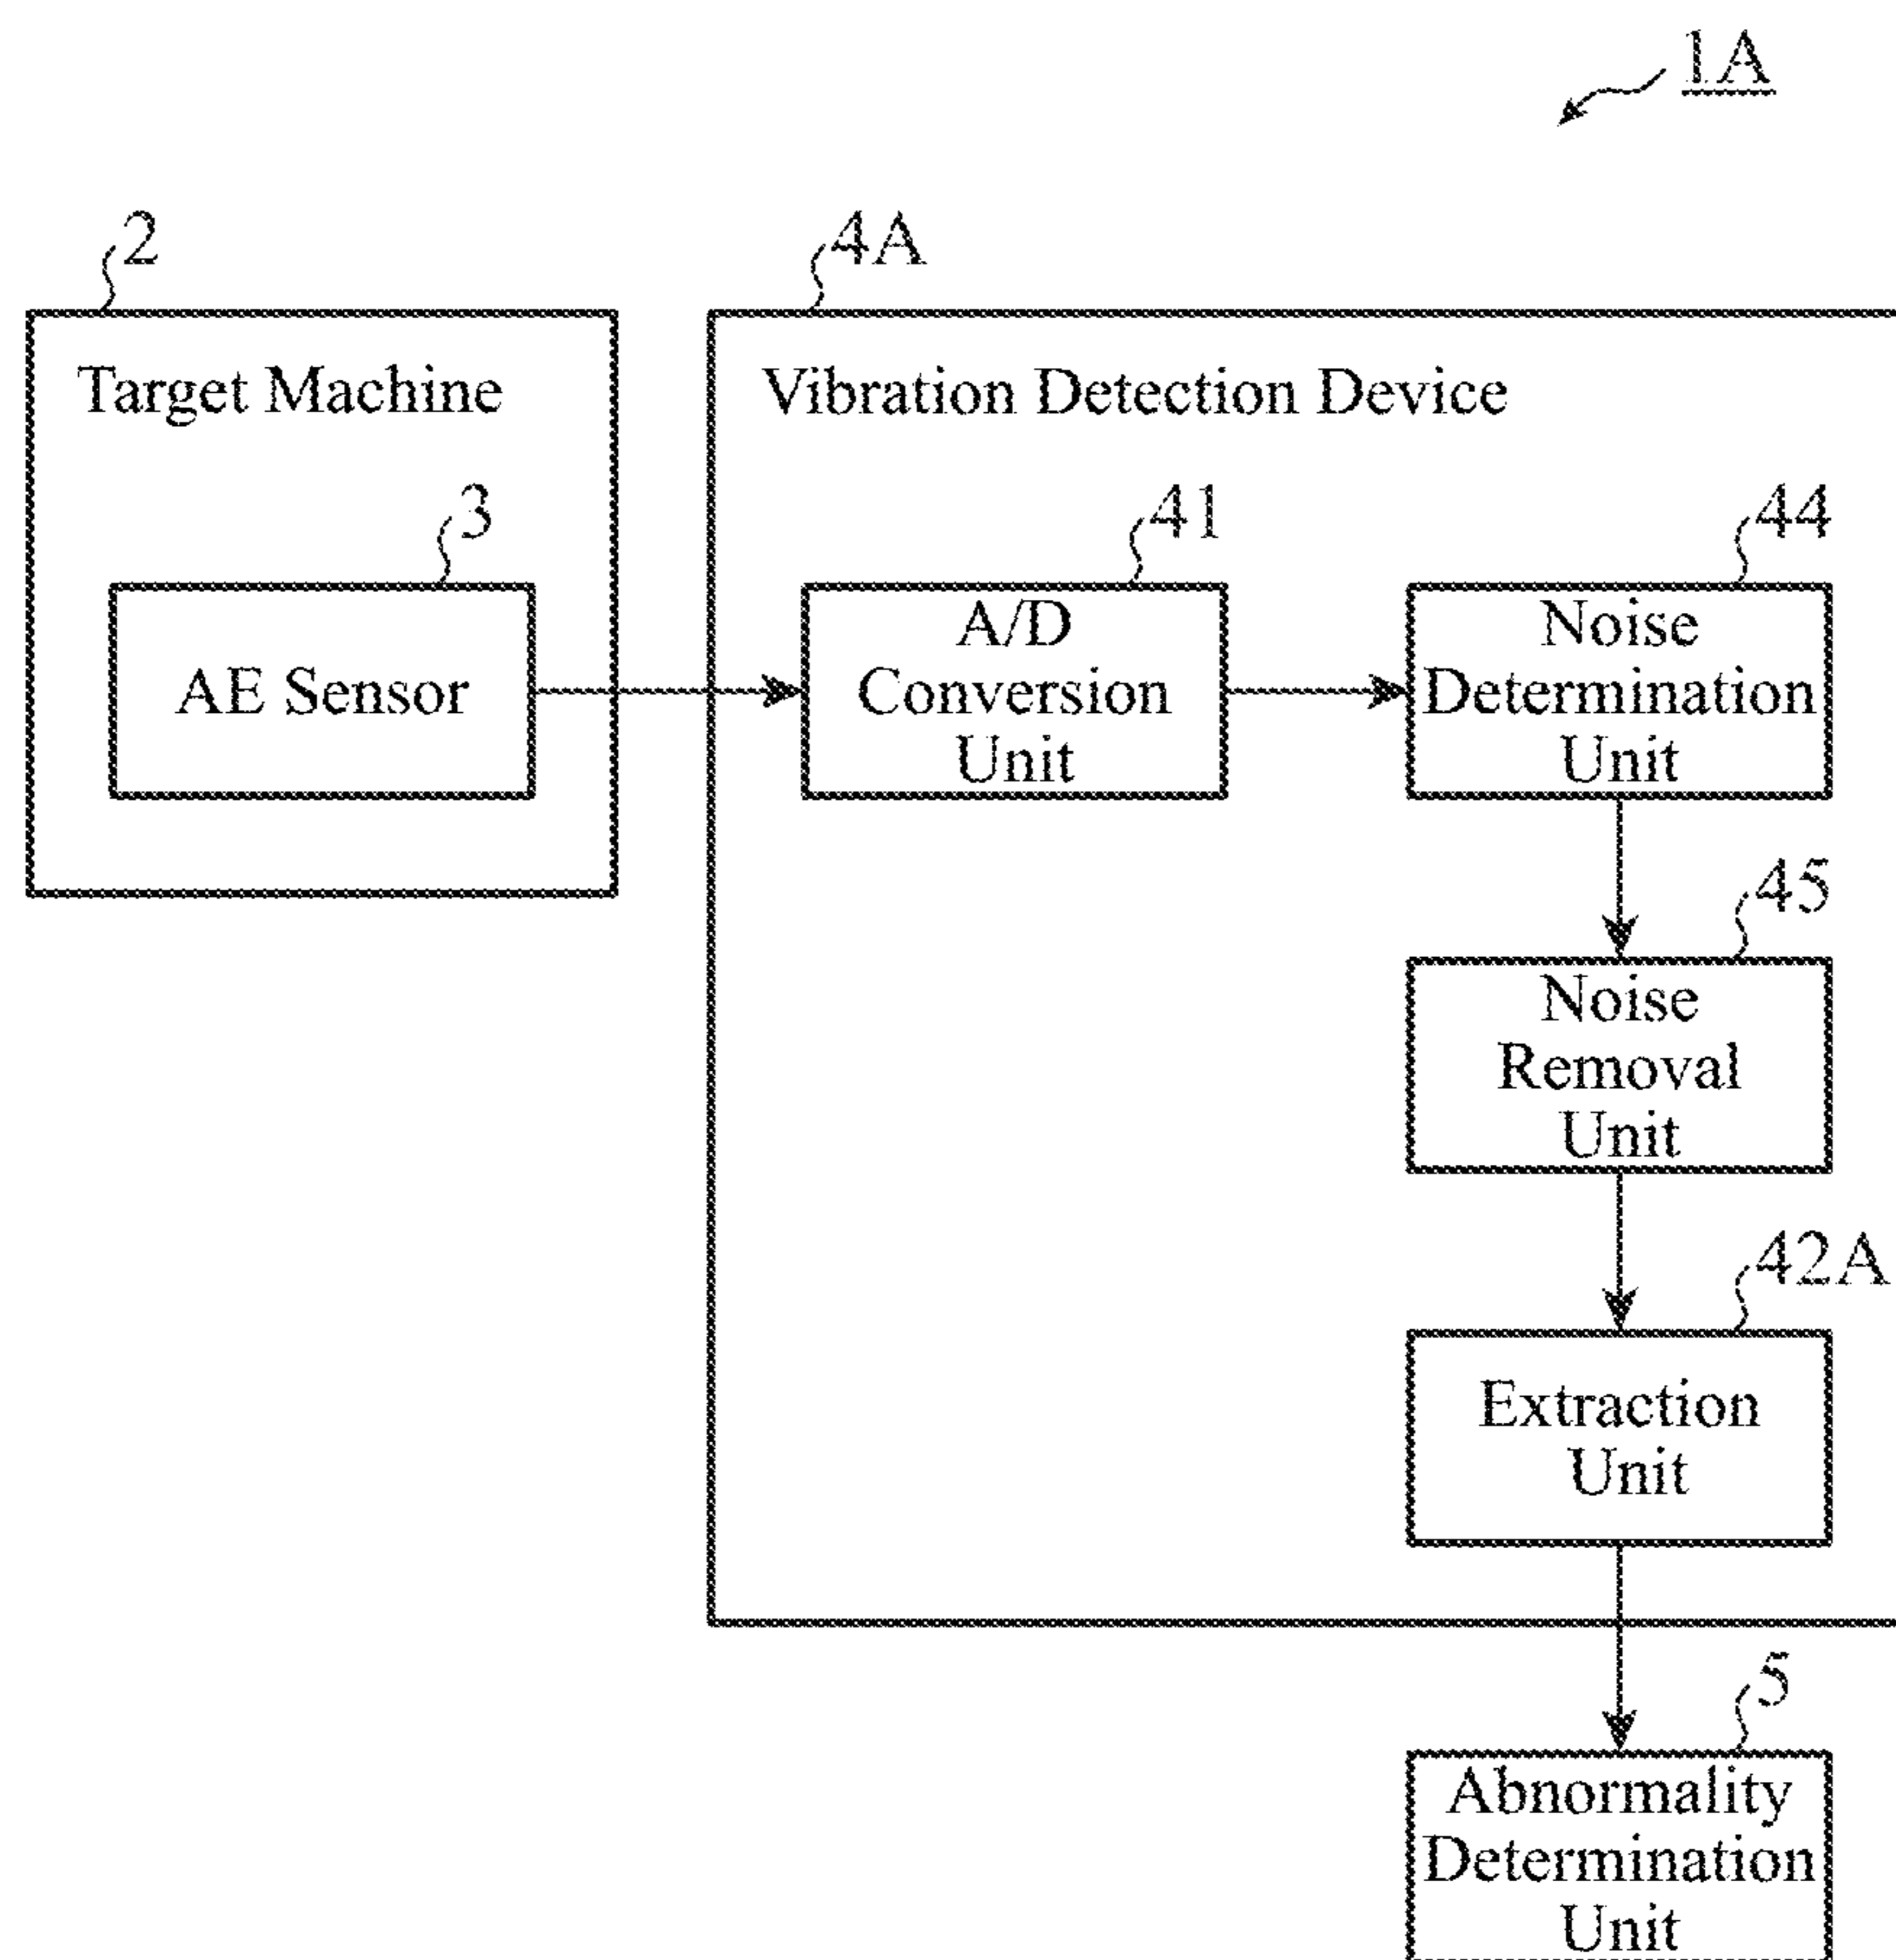 1A
2
4A
Target Machine
Vibration Detection Device
3
41
44
AE Sensor
A/D
Conversion
Unit
Noise
Determination
Unit
45
Noise
Removal
Unit
42A
Extraction
Unit
5
Abnormality
Determination
Unit